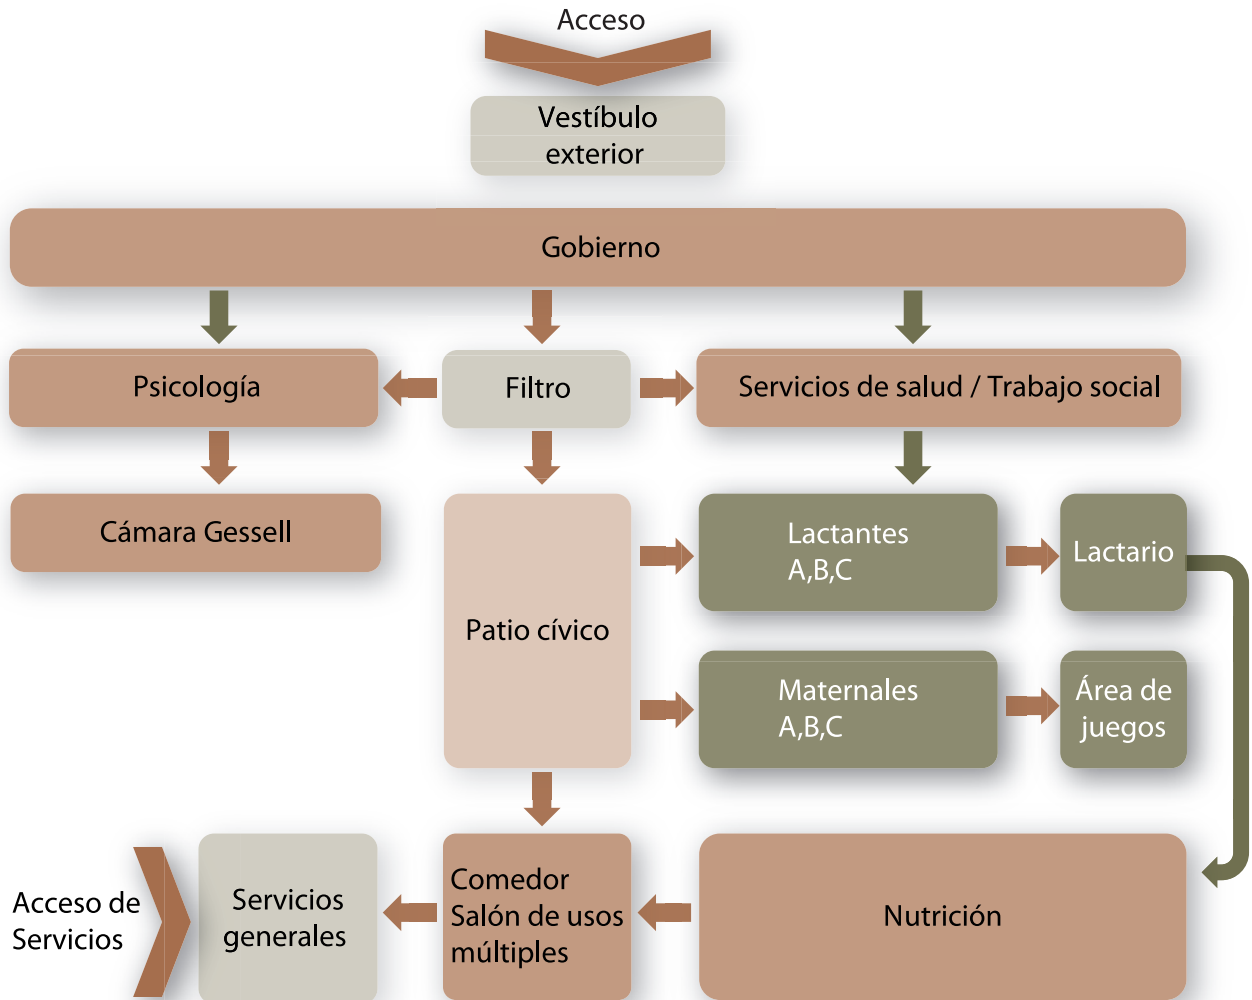 Acceso
Vestíbulo
exterior
Gobierno
Psicología
Filtro
Servicios de salud / Trabajo social
Cámara Gessell
Patio cívico
Lactantes
A,B,C
Lactario
Maternales
A,B,C
Área de
juegos
Acceso de
Servicios
Servicios
generales
Comedor
Salón de usos
múltiples
Nutrición